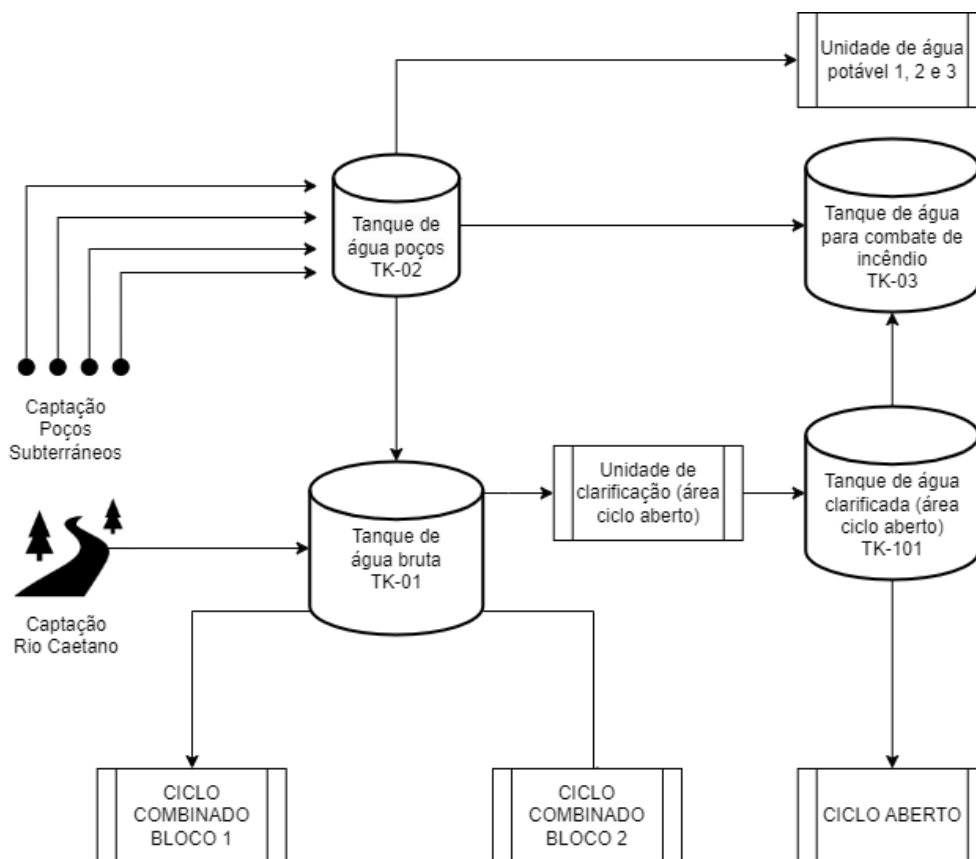 Unidade de água
potável 1, 2 e 3
Tanque de
água poços
TK-02
Tanque de água
para combate de
incêndio
TK-03
Captação
Poços
Subterráneos
Unidade de
clarificação (área
ciclo aberto)
Tanque de água
clarificada (área
ciclo aberto)
TK-101
Tanque de
água bruta
TK-01
Captação
Rio Caetano
CICLO
COMBINADO
BLOCO 1
CICLO
COMBINADO
BLOCO 2
CICLO ABERTO